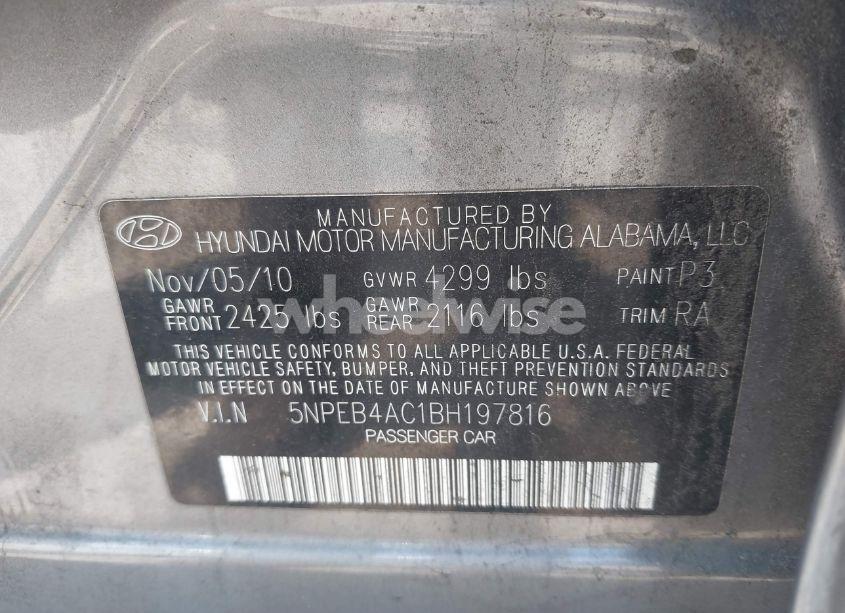 MANUFACTURED BY
HYUNDAI MOTOR MANUFACTURING ALABAMA, LLC
Nov/05/10 GVWR 4299 lbs PAINT P3
GAWR FRONT 2425 lbs GAWR REAR 2116 lbs TRIM RA
wheelwise
THIS VEHICLE CONFORMS TO ALL APPLICABLE U.S.A. FEDERAL
MOTOR VEHICLE SAFETY, BUMPER, AND THEFT PREVENTION STANDARDS
IN EFFECT ON THE DATE OF MANUFACTURE SHOWN ABOVE
V.I.N 5NPEB4AC1BH197816
PASSENGER CAR